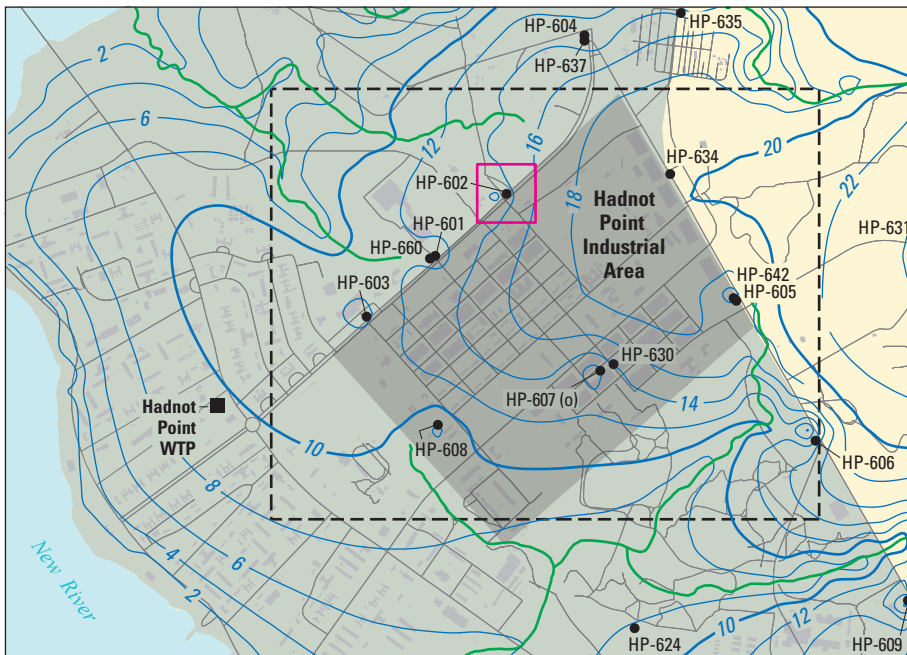 HP-604
HP-635
HP-637
2
6
12
16
20
HP-634
22
HP-602
18
Hadnot
Point
Industrial
Area
HP-601
HP-631
HP-660
HP-642
HP-605
HP-603
HP-630
HP-607 (o)
14
Hadnot
Point
WTP
10
HP-608
HP-606
8
New River
4
6
2
10
12
HP-624
HP-609